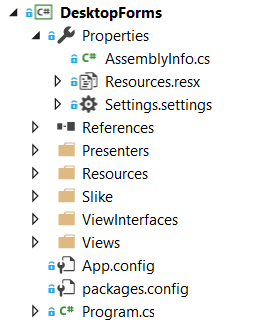 C# DesktopForms
Properties
C# AssemblyInfo.cs
Resources.resx
Settings.settings
References
Presenters
Resources
Slike
ViewInterfaces
Views
App.config
packages.config
C# Program.cs